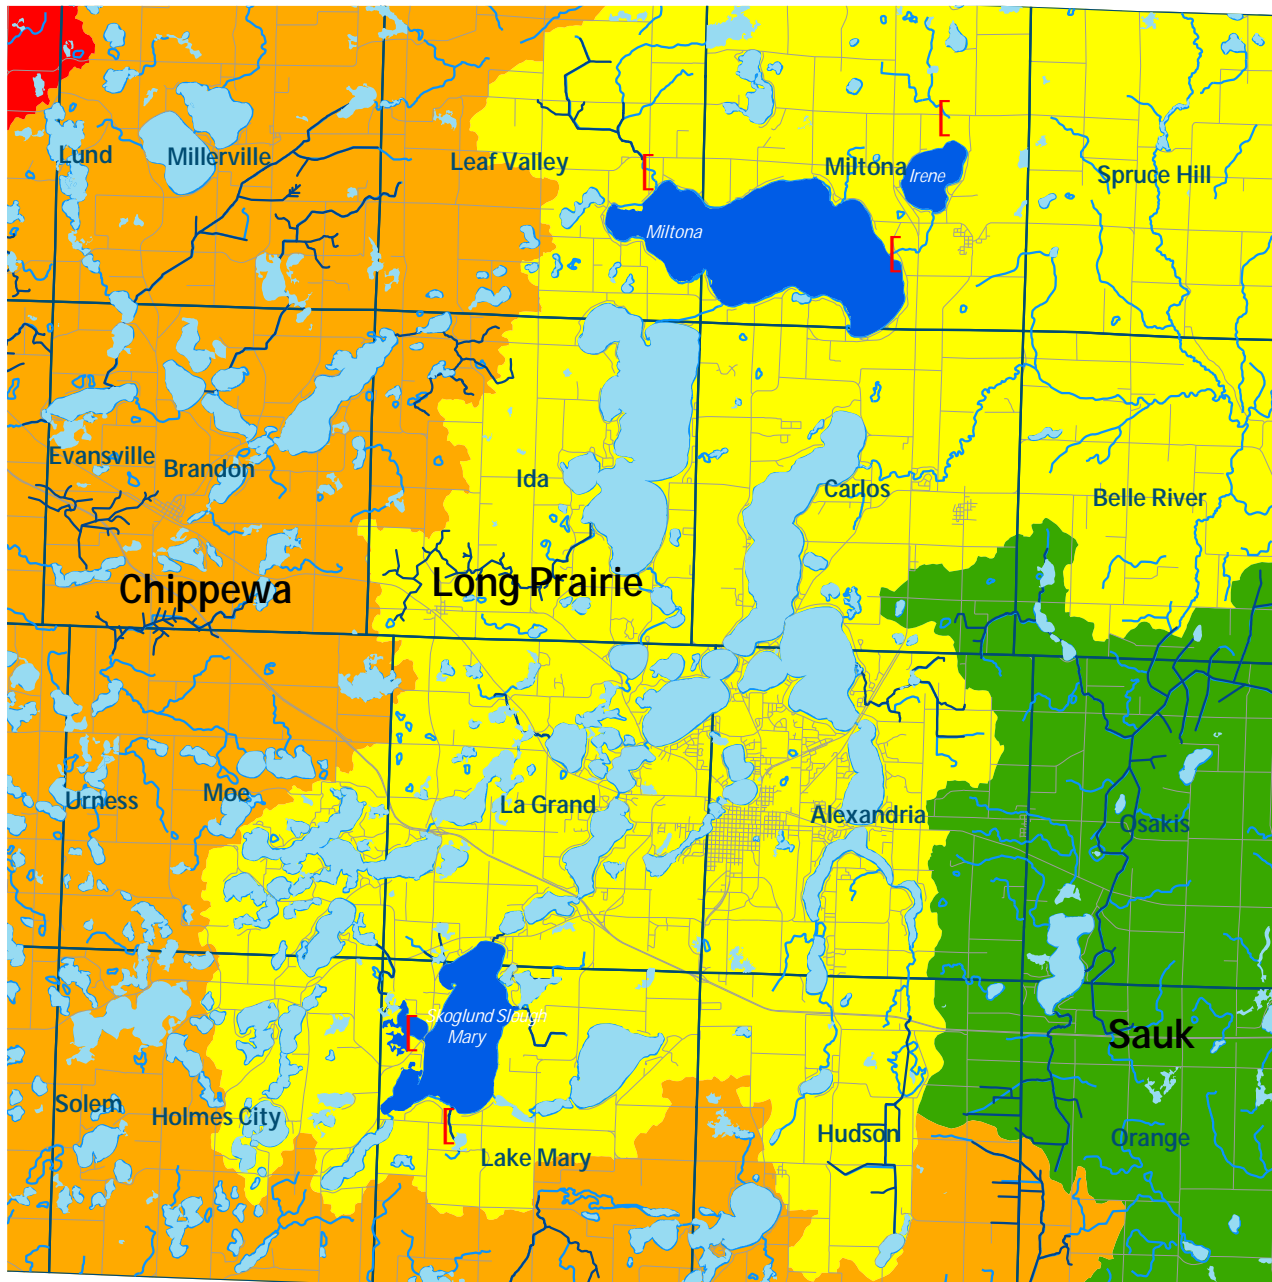 Lund
Millerville
Leaf Valley
Miltona
Irene
Spruce Hill
Miltona
Evansville
Brandon
Ida
Carlos
Belle River
Chippewa
Long Prairie
Urness
Moe
La Grand
Alexandria
Osakis
Skoglund Slough
Mary
Sauk
Solem
Holmes City
Lake Mary
Hudson
Orange